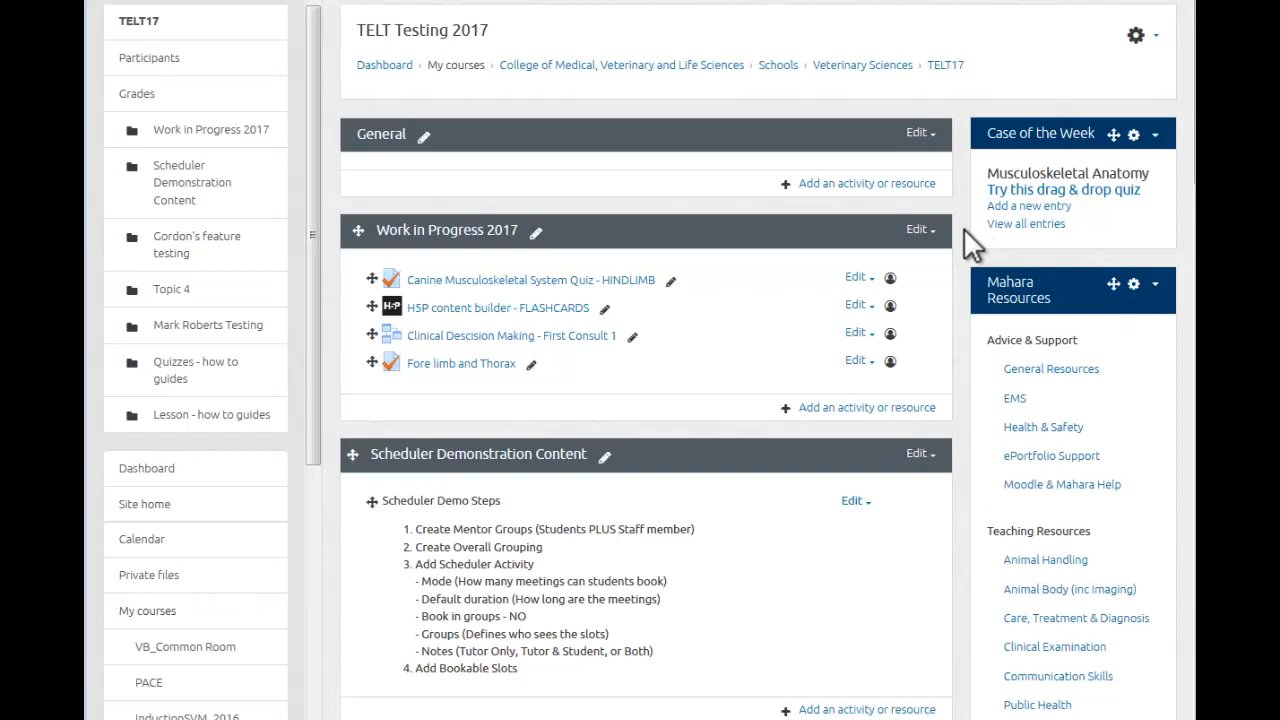 TELT17
Participants
Grades
Work in Progress 2017
Scheduler
Demonstration
Content
Gordon's feature
testing
Topic 4
Mark Roberts Testing
Quizzes - how to
guides
Lesson - how to guides
Dashboard
Site home
Calendar
Private files
My courses
VB_Common Room
PACE
InductionSVM_2016
TELT Testing 2017
Dashboard › My courses › College of Medical, Veterinary and Life Sciences › Schools › Veterinary Sciences › TELT17
General
Edit
Add an activity or resource
Work in Progress 2017
Edit
Canine Musculoskeletal System Quiz - HINDLIMB
Edit
H5P content builder - FLASHCARDS
Edit
Clinical Descision Making - First Consult 1
Edit
Fore limb and Thorax
Edit
Add an activity or resource
Scheduler Demonstration Content
Edit
Scheduler Demo Steps
Edit
1. Create Mentor Groups (Students PLUS Staff member)
2. Create Overall Grouping
3. Add Scheduler Activity
- Mode (How many meetings can students book)
- Default duration (How long are the meetings)
- Book in groups - NO
- Groups (Defines who sees the slots)
- Notes (Tutor Only, Tutor & Student, or Both)
4. Add Bookable Slots
Add an activity or resource
Case of the Week
Musculoskeletal Anatomy
Try this drag & drop quiz
Add a new entry
View all entries
Mahara
Resources
Advice & Support
General Resources
EMS
Health & Safety
ePortfolio Support
Moodle & Mahara Help
Teaching Resources
Animal Handling
Animal Body (inc Imaging)
Care, Treatment & Diagnosis
Clinical Examination
Communication Skills
Public Health